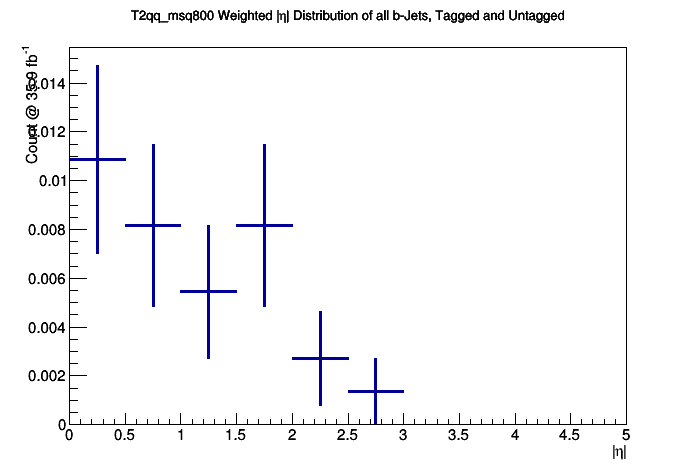 T2qq_msq800 Weighted |η| Distribution of all b-Jets, Tagged and Untagged
Count @ 35.9 fb⁻¹
0.014
0.012
0.01
0.008
0.006
0.004
0.002
0
0 0.5 1 1.5 2 2.5 3 3.5 4 4.5 5
|η|